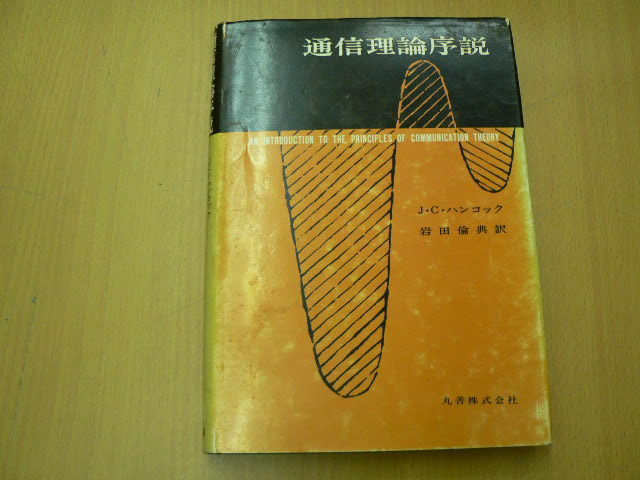 通信理論序説
AN INTRODUCTION TO THE PRINCIPLES OF COMMUNICATION THEORY
J・C・ハンコック
岩田倫典訳
丸善株式会社